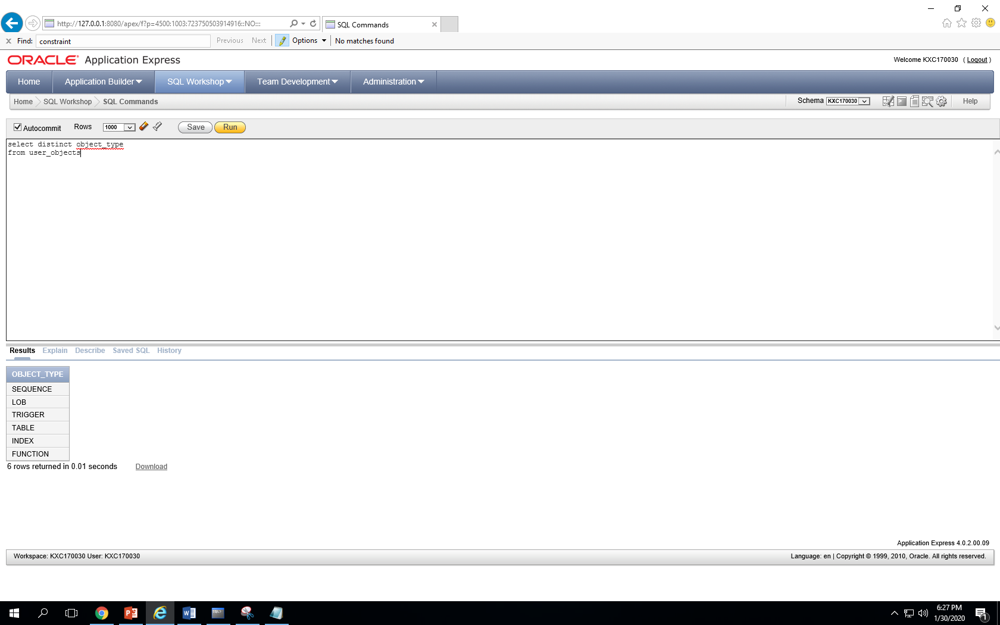 http://127.0.0.1:8080/apex/f?p=4500:1003:723750503914916::NO:::
SQL Commands
Find: constraint Previous Next Options No matches found
ORACLE Application Express
Welcome KXC170030 ( Logout )
Home Application Builder SQL Workshop Team Development Administration
Home SQL Workshop SQL Commands Schema KXC170030 Help
Autocommit Rows 1000 Save Run
select distinct object_type
from user_objects
Results Explain Describe Saved SQL History
OBJECT_TYPE
SEQUENCE
LOB
TRIGGER
TABLE
INDEX
FUNCTION
6 rows returned in 0.01 seconds Download
Application Express 4.0.2.00.09
Workspace: KXC170030 User: KXC170030 Language: en | Copyright © 1999, 2010, Oracle. All rights reserved.
6:27 PM
1/30/2020
1